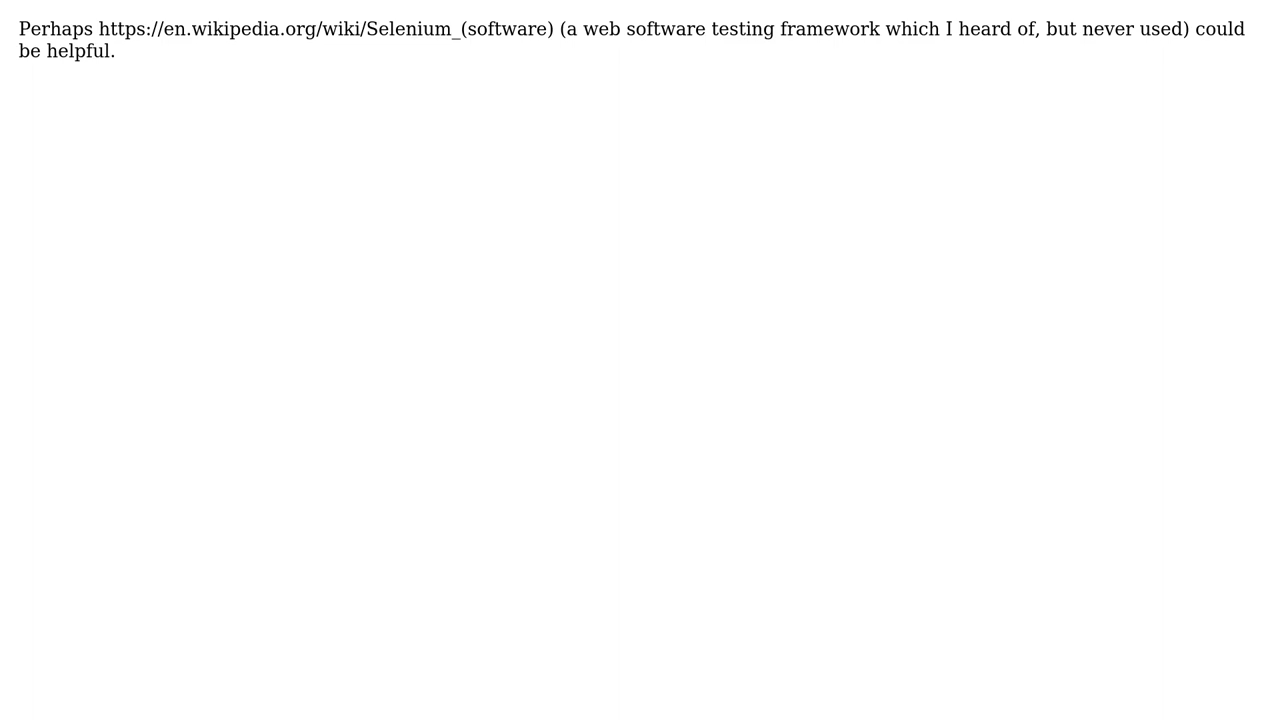 Perhaps https://en.wikipedia.org/wiki/Selenium_(software) (a web software testing framework which I heard of, but never used) could
be helpful.